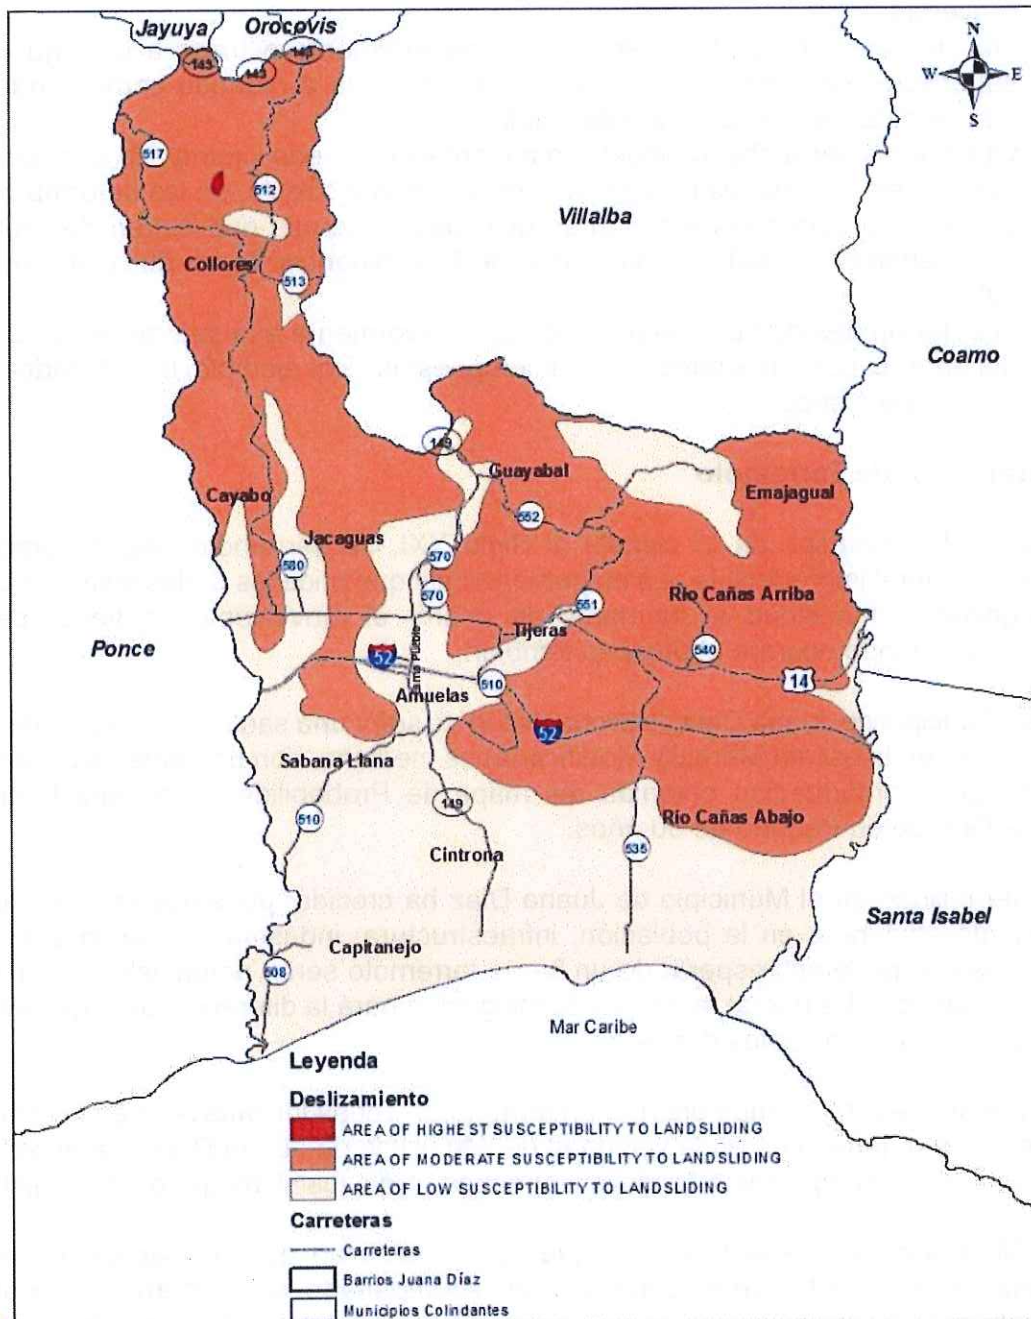 Jayuya
Orocovis
143
143
143
N
W E
S
517
512
Villalba
Collores
513
Coamo
149
Guayabal
Emajagual
Cayabo
552
Jacaguas
580
570
570
Río Cañas Arriba
551
Tijeras
Ponce
540
52
14
510
Amuelas
52
Sabana Llana
149
Río Cañas Abajo
510
535
Cintrona
Santa Isabel
Capitanejo
508
Mar Caribe
Leyenda
Deslizamiento
AREA OF HIGHEST SUSCEPTIBILITY TO LANDSLIDING
AREA OF MODERATE SUSCEPTIBILITY TO LANDSLIDING
AREA OF LOW SUSCEPTIBILITY TO LANDSLIDING
Carreteras
Carreteras
Barrios Juana Díaz
Municipios Colindantes